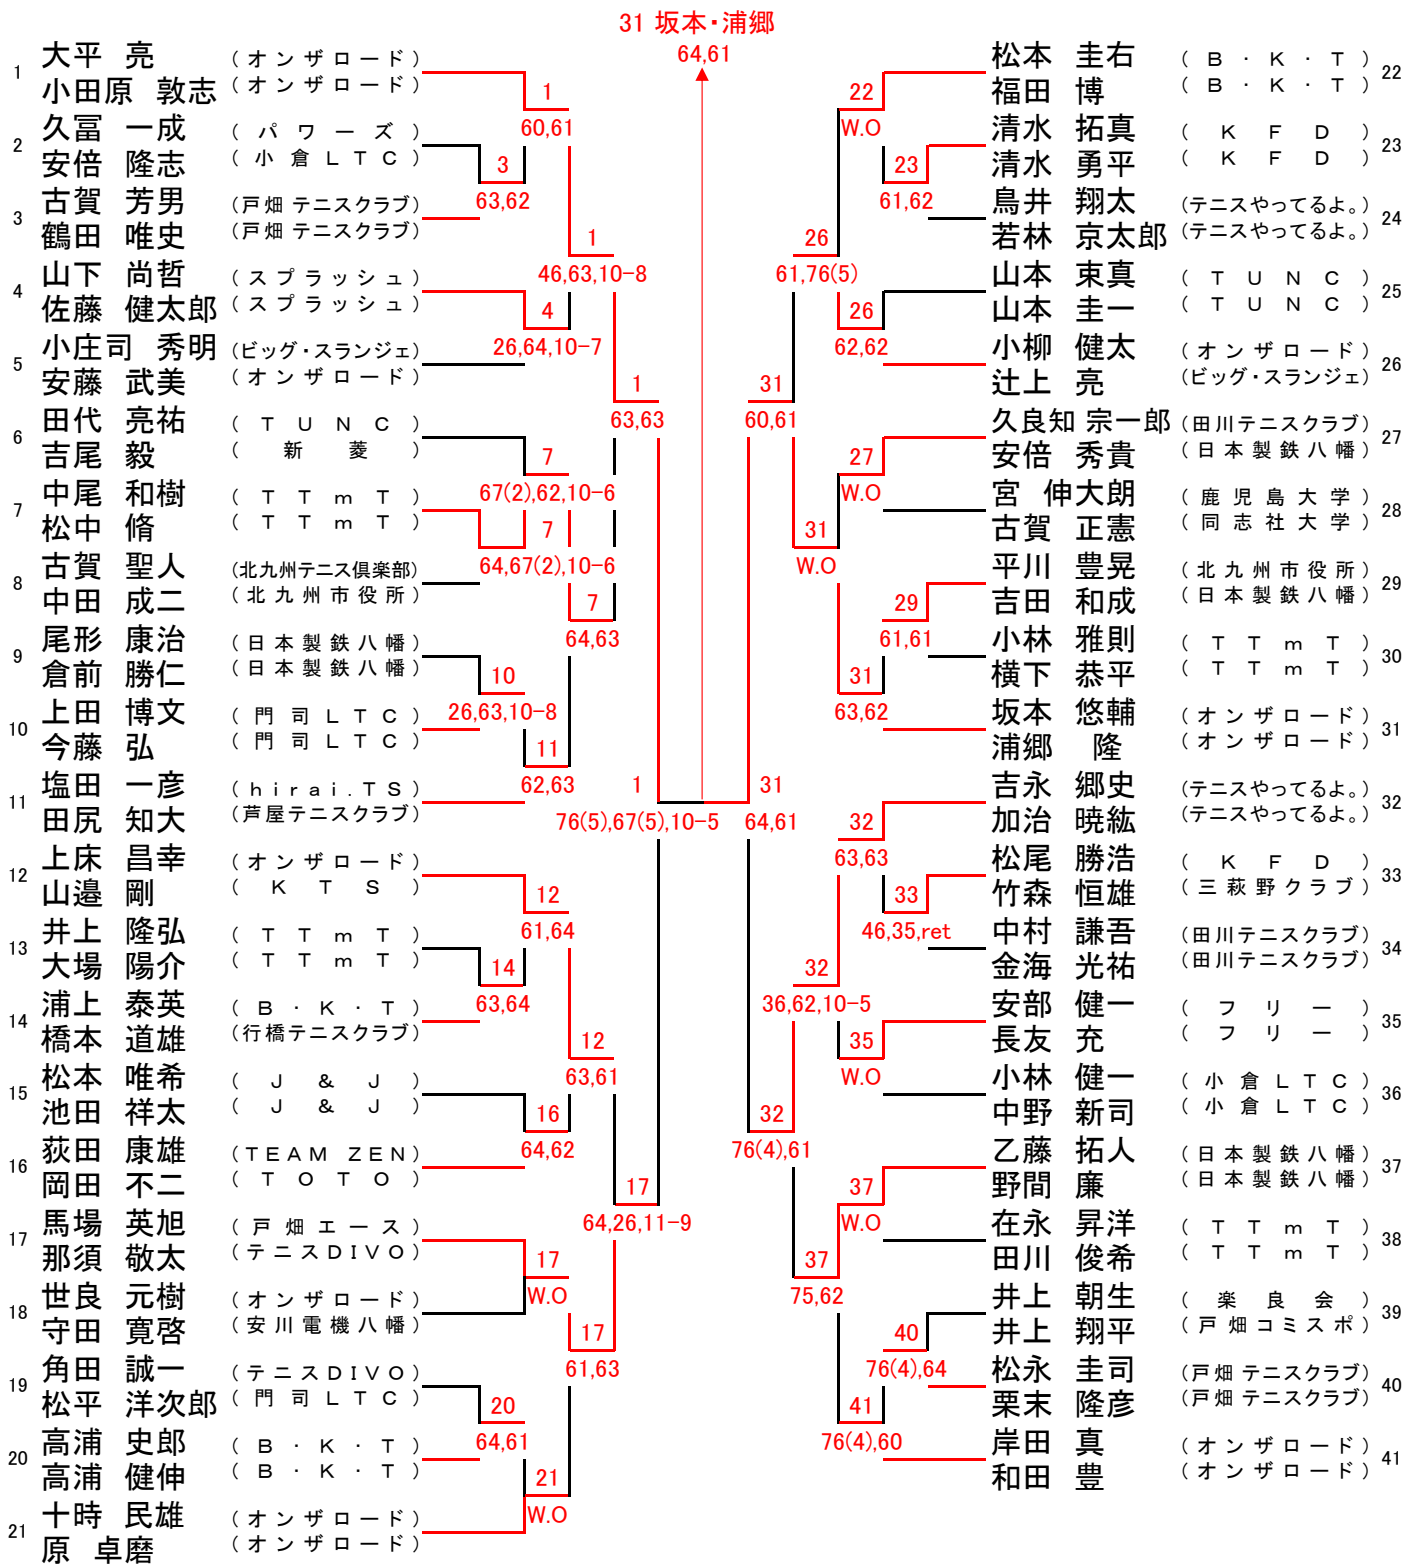 31 坂本・浦郷
64,61
1
大平 亮 (オンザロード)
小田原 敦志 (オンザロード)
2
久冨 一成 (パワーズ)
安倍 隆志 (小倉LTC)
3
古賀 芳男 (戸畑テニスクラブ)
鶴田 唯史 (戸畑テニスクラブ)
4
山下 尚哲 (スプラッシュ)
佐藤 健太郎 (スプラッシュ)
5
小庄司 秀明 (ビッグ・スランジェ)
安藤 武美 (オンザロード)
6
田代 亮祐 (TUNC)
吉尾 毅 (新菱)
7
中尾 和樹 (TTmT)
松中 脩 (TTmT)
8
古賀 聖人 (北九州テニス倶楽部)
中田 成二 (北九州市役所)
9
尾形 康治 (日本製鉄八幡)
倉前 勝仁 (日本製鉄八幡)
10
上田 博文 (門司LTC)
今藤 弘 (門司LTC)
11
塩田 一彦 (hirai.TS)
田尻 知大 (芦屋テニスクラブ)
12
上床 昌幸 (オンザロード)
山邉 剛 (KTS)
13
井上 隆弘 (TTmT)
大場 陽介 (TTmT)
14
浦上 泰英 (B・K・T)
橋本 道雄 (行橋テニスクラブ)
15
松本 唯希 (J&J)
池田 祥太 (J&J)
16
荻田 康雄 (TEAM ZEN)
岡田 不二 (TOTO)
17
馬場 英旭 (戸畑エース)
那須 敬太 (テニスDIVO)
18
世良 元樹 (オンザロード)
守田 寛啓 (安川電機八幡)
19
角田 誠一 (テニスDIVO)
松平 洋次郎 (門司LTC)
20
高浦 史郎 (B・K・T)
高浦 健伸 (B・K・T)
21
十時 民雄 (オンザロード)
原 卓磨 (オンザロード)
1
60,61
3
63,62
1
46,63,10-8
4
26,64,10-7
1
63,63
7
67(2),62,10-6
7
64,67(2),10-6
7
64,63
10
26,63,10-8
11
62,63
1
76(5),67(5),10-5
12
61,64
14
63,64
12
63,61
16
64,62
17
64,26,11-9
17
W.O
17
61,63
20
64,61
21
W.O
22
W.O
23
61,62
26
61,76(5)
26
62,62
31
60,61
27
W.O
31
W.O
29
61,61
31
63,62
31
64,61
32
63,63
33
46,35,ret
32
36,62,10-5
35
W.O
32
76(4),61
37
W.O
37
75,62
40
76(4),64
41
76(4),60
松本 圭右 (B・K・T)
福田 博 (B・K・T)
22
清水 拓真 (KFD)
清水 勇平 (KFD)
23
鳥井 翔太 (テニスやってるよ。)
若林 京太郎 (テニスやってるよ。)
24
山本 束真 (TUNC)
山本 圭一 (TUNC)
25
小柳 健太 (オンザロード)
辻上 亮 (ビッグ・スランジェ)
26
久良知 宗一郎 (田川テニスクラブ)
安倍 秀貴 (日本製鉄八幡)
27
宮 伸大朗 (鹿児島大学)
古賀 正憲 (同志社大学)
28
平川 豊晃 (北九州市役所)
吉田 和成 (日本製鉄八幡)
29
小林 雅則 (TTmT)
横下 恭平 (TTmT)
30
坂本 悠輔 (オンザロード)
浦郷 隆 (オンザロード)
31
吉永 郷史 (テニスやってるよ。)
加治 暁紘 (テニスやってるよ。)
32
松尾 勝浩 (KFD)
竹森 恒雄 (三萩野クラブ)
33
中村 謙吾 (田川テニスクラブ)
金海 光祐 (田川テニスクラブ)
34
安部 健一 (フリー)
長友 充 (フリー)
35
小林 健一 (小倉LTC)
中野 新司 (小倉LTC)
36
乙藤 拓人 (日本製鉄八幡)
野間 廉 (日本製鉄八幡)
37
在永 昇洋 (TTmT)
田川 俊希 (TTmT)
38
井上 朝生 (楽良会)
井上 翔平 (戸畑コミスポ)
39
松永 圭司 (戸畑テニスクラブ)
栗末 隆彦 (戸畑テニスクラブ)
40
岸田 真 (オンザロード)
和田 豊 (オンザロード)
41